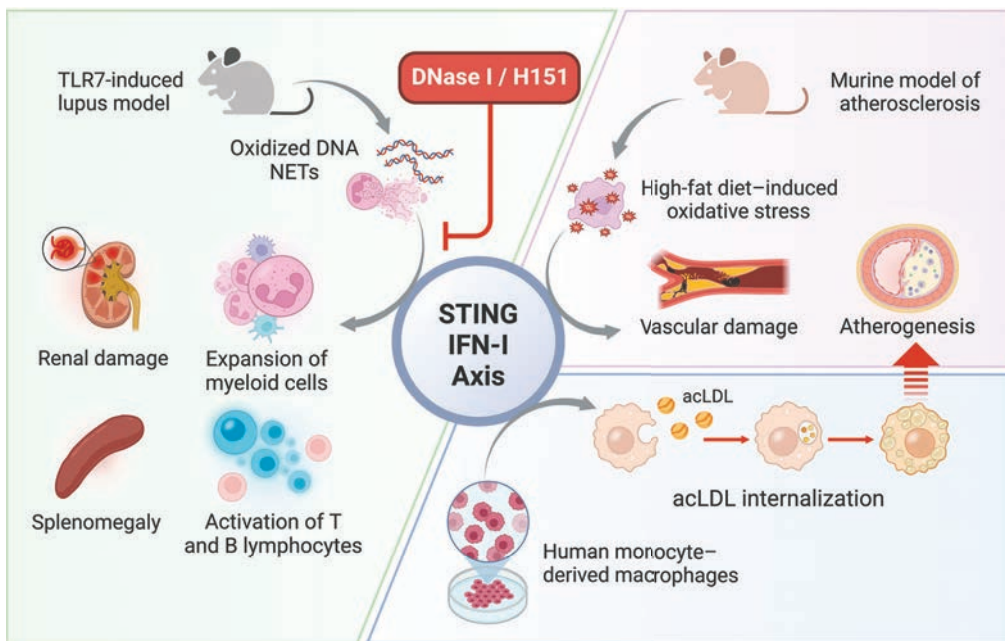 TLR7-induced
lupus model
DNase I / H151
Oxidized DNA
NETs
Murine model of
atherosclerosis
High-fat diet–induced
oxidative stress
Renal damage
Expansion of
myeloid cells
STING
IFN-I
Axis
Vascular damage
Atherogenesis
Splenomegaly
Activation of T
and B lymphocytes
acLDL
acLDL internalization
Human monocyte–
derived macrophages